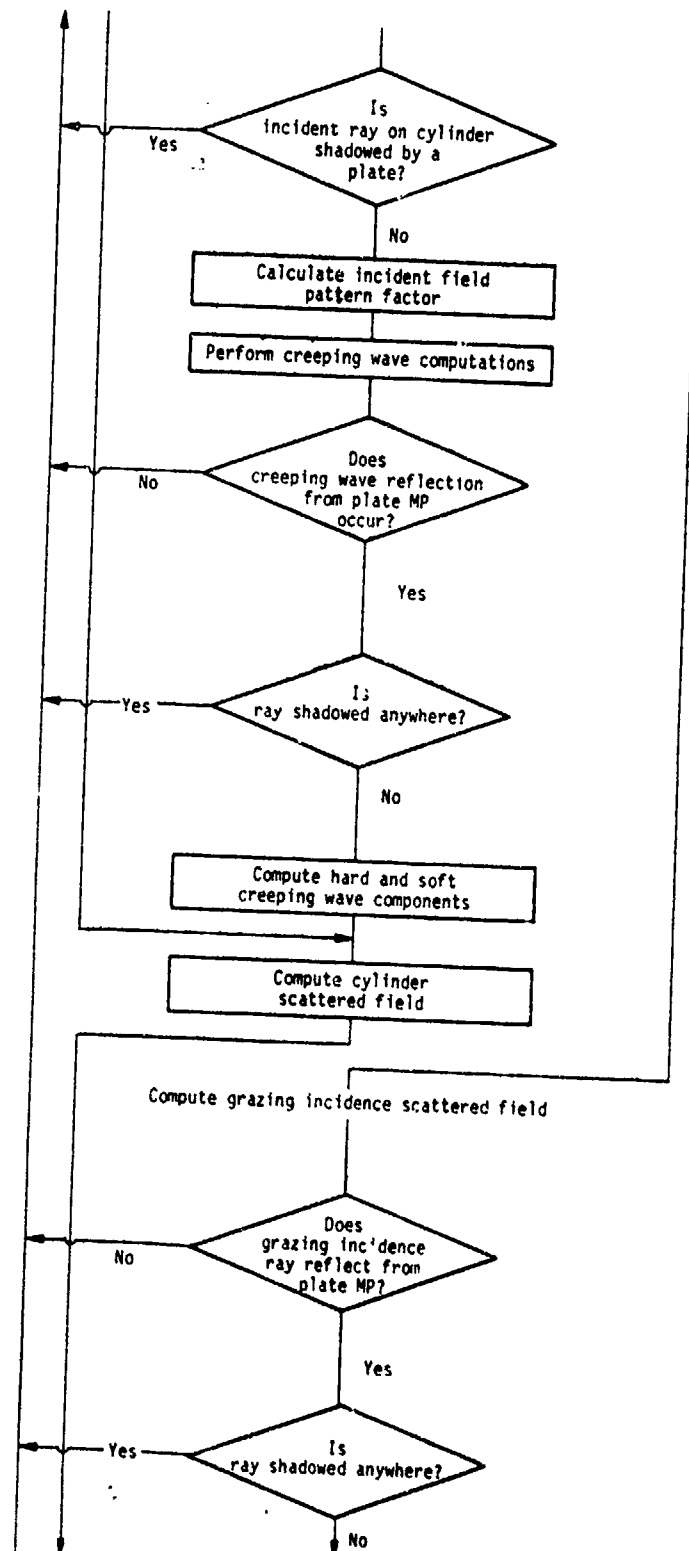 Is
incident ray on cylinder
shadowed by a
plate?
Yes
No
Calculate incident field
pattern factor
Perform creeping wave computations
Does
creeping wave reflection
from plate MP
occur?
No
Yes
Is
ray shadowed anywhere?
Yes
No
Compute hard and soft
creeping wave components
Compute cylinder
scattered field
Compute grazing incidence scattered field
Does
grazing incidence
ray reflect from
plate MP?
No
Yes
Is
ray shadowed anywhere?
Yes
No